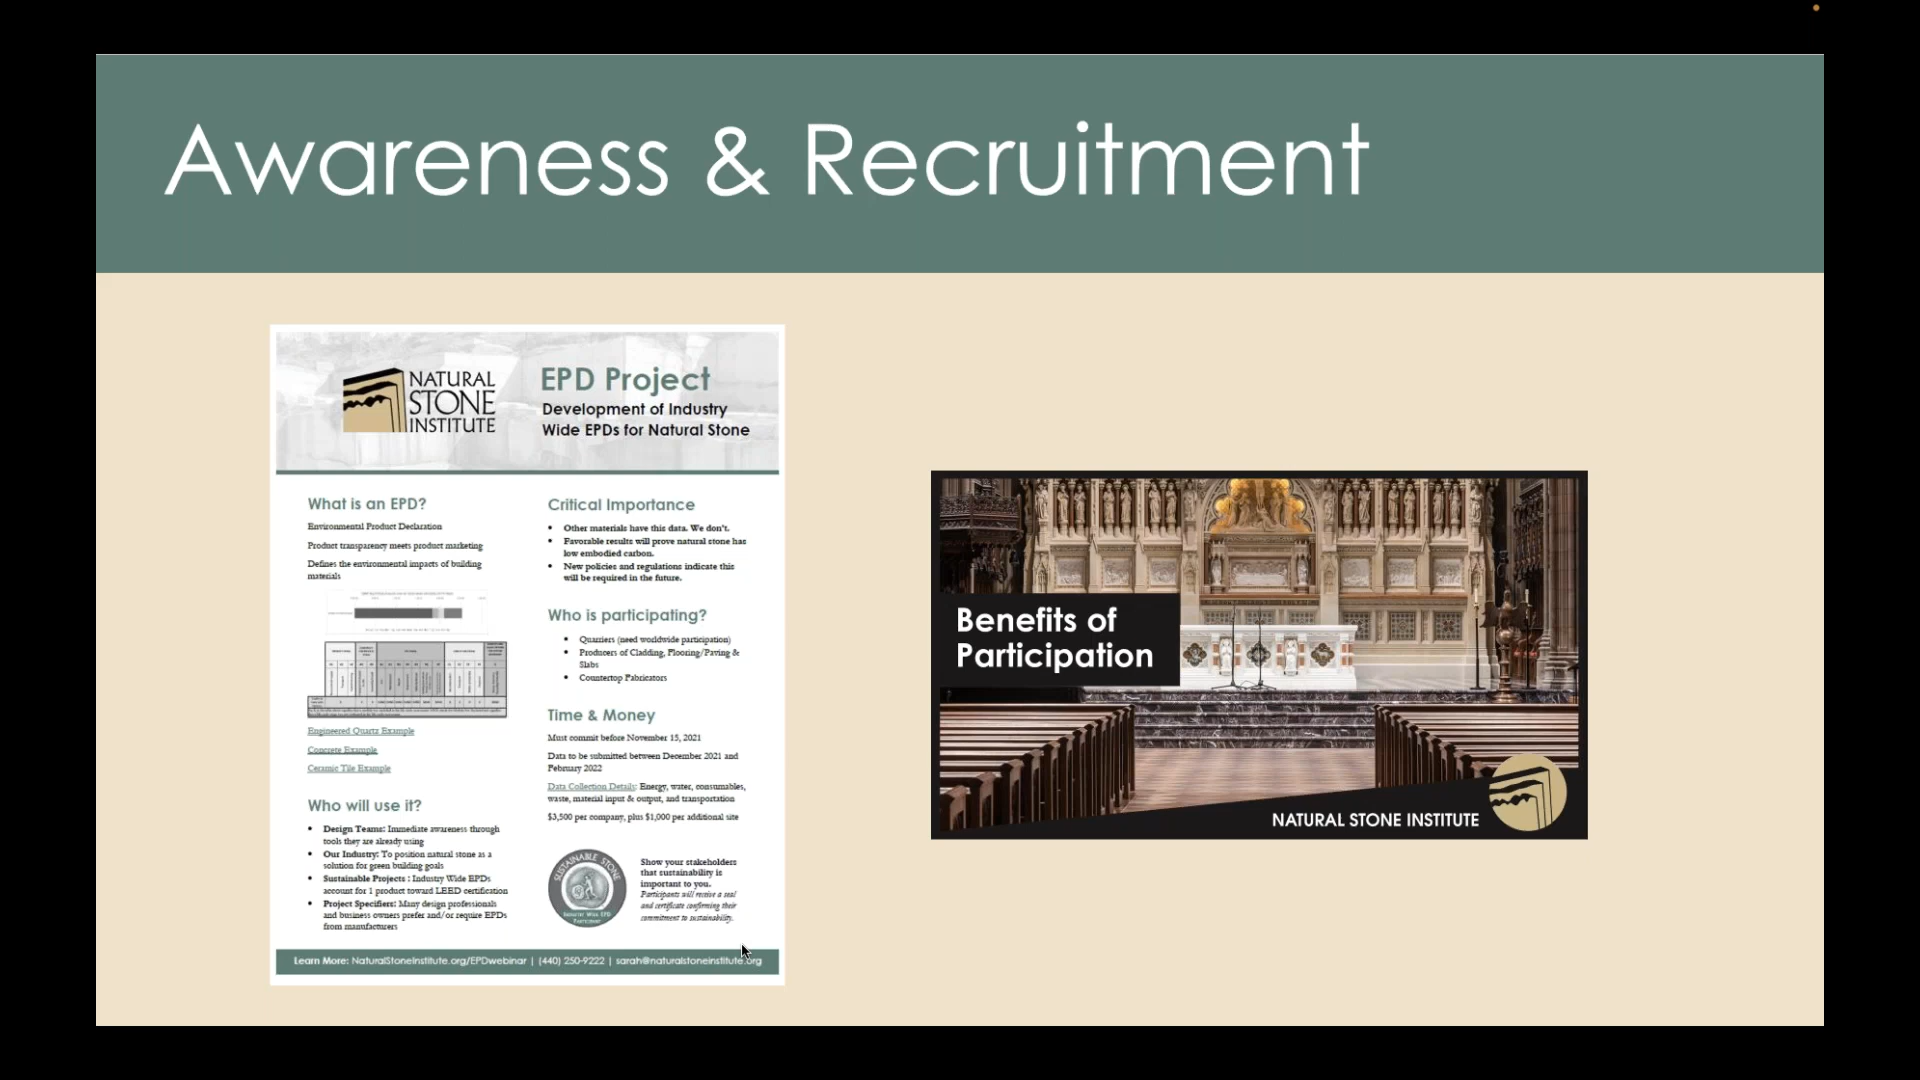 Awareness & Recruitment
NATURAL
STONE
INSTITUTE
EPD Project
Development of Industry
Wide EPDs for Natural Stone
What is an EPD?
Environmental Product Declaration
Product transparency meets product marketing
Defines the environmental impacts of building
materials
Engineered Quartz Example
Concrete Example
Ceramic Tile Example
Who will use it?
• Design Teams: Immediate awareness through
tools they are already using
• Our Industry: To position natural stone as a
solution for green building goals
• Sustainable Projects : Industry Wide EPDs
account for 1 product toward LEED certification
• Project Specifiers: Many design professionals
and business owners prefer and/or require EPDs
from manufacturers
Critical Importance
• Other materials have this data. We don't.
• Favorable results will prove natural stone has
low embodied carbon.
• New policies and regulations indicate this
will be required in the future.
Who is participating?
• Quarriers (need worldwide participation)
• Producers of Cladding, Flooring/Paving &
Slabs
• Countertop Fabricators
Time & Money
Must commit before November 15, 2021
Data to be submitted between December 2021 and
February 2022
Data Collection Details: Energy, water, consumables,
waste, material input & output, and transportation
$3,500 per company, plus $1,000 per additional site
SUSTAINABLE STONE
Industry Wide EPD
Participant
Show your stakeholders
that sustainability is
important to you.
Participants will receive a seal
and certificate confirming their
commitment to sustainability.
Learn More: NaturalStoneInstitute.org/EPDwebinar | (440) 250-9222 | sarah@naturalstoneinstitute.org
Benefits of
Participation
NATURAL STONE INSTITUTE